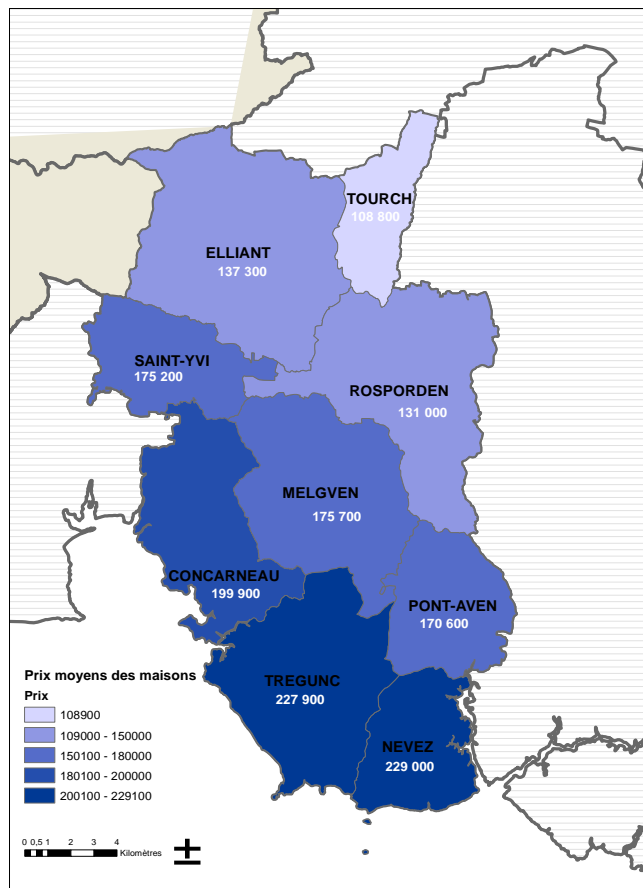 TOURCH
108 800
ELLIANT
137 300
SAINT-YVI
175 200
ROSPORDEN
131 000
MELGVEN
175 700
CONCARNEAU
199 900
PONT-AVEN
170 600
TREGUNC
227 900
NEVEZ
229 000
Prix moyens des maisons
Prix
108900
109000 - 150000
150100 - 180000
180100 - 200000
200100 - 229100
0 0,5 1 2 3 4
Kilomètres